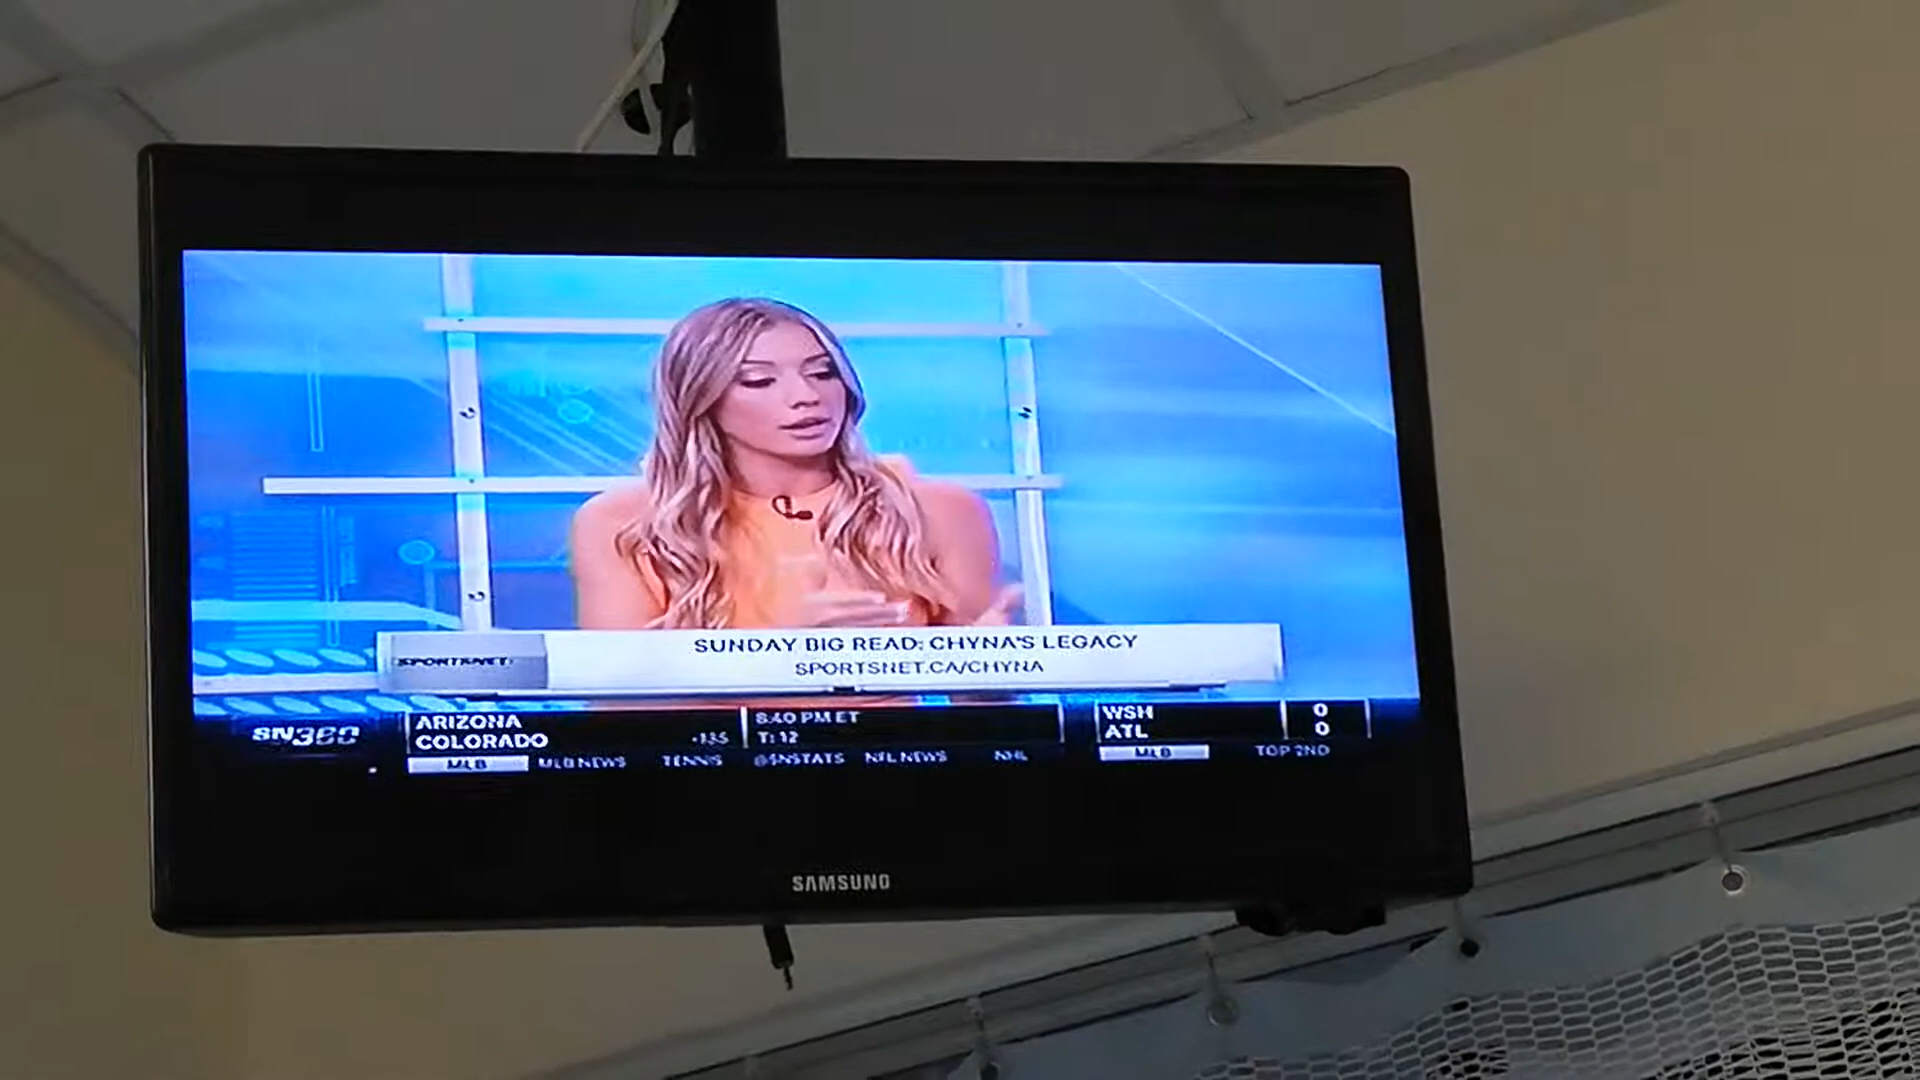 SUNDAY BIG READ: CHYNA'S LEGACY
SPORTSNET
SPORTSNET.CA/CHYNA
SN360
ARIZONA
COLORADO -135
8:40 PM ET
T: 12
WSH 0
ATL 0
MLB MLB NEWS TENNIS @SNSTATS NFL NEWS NHL
MLB TOP 2ND
SAMSUNG